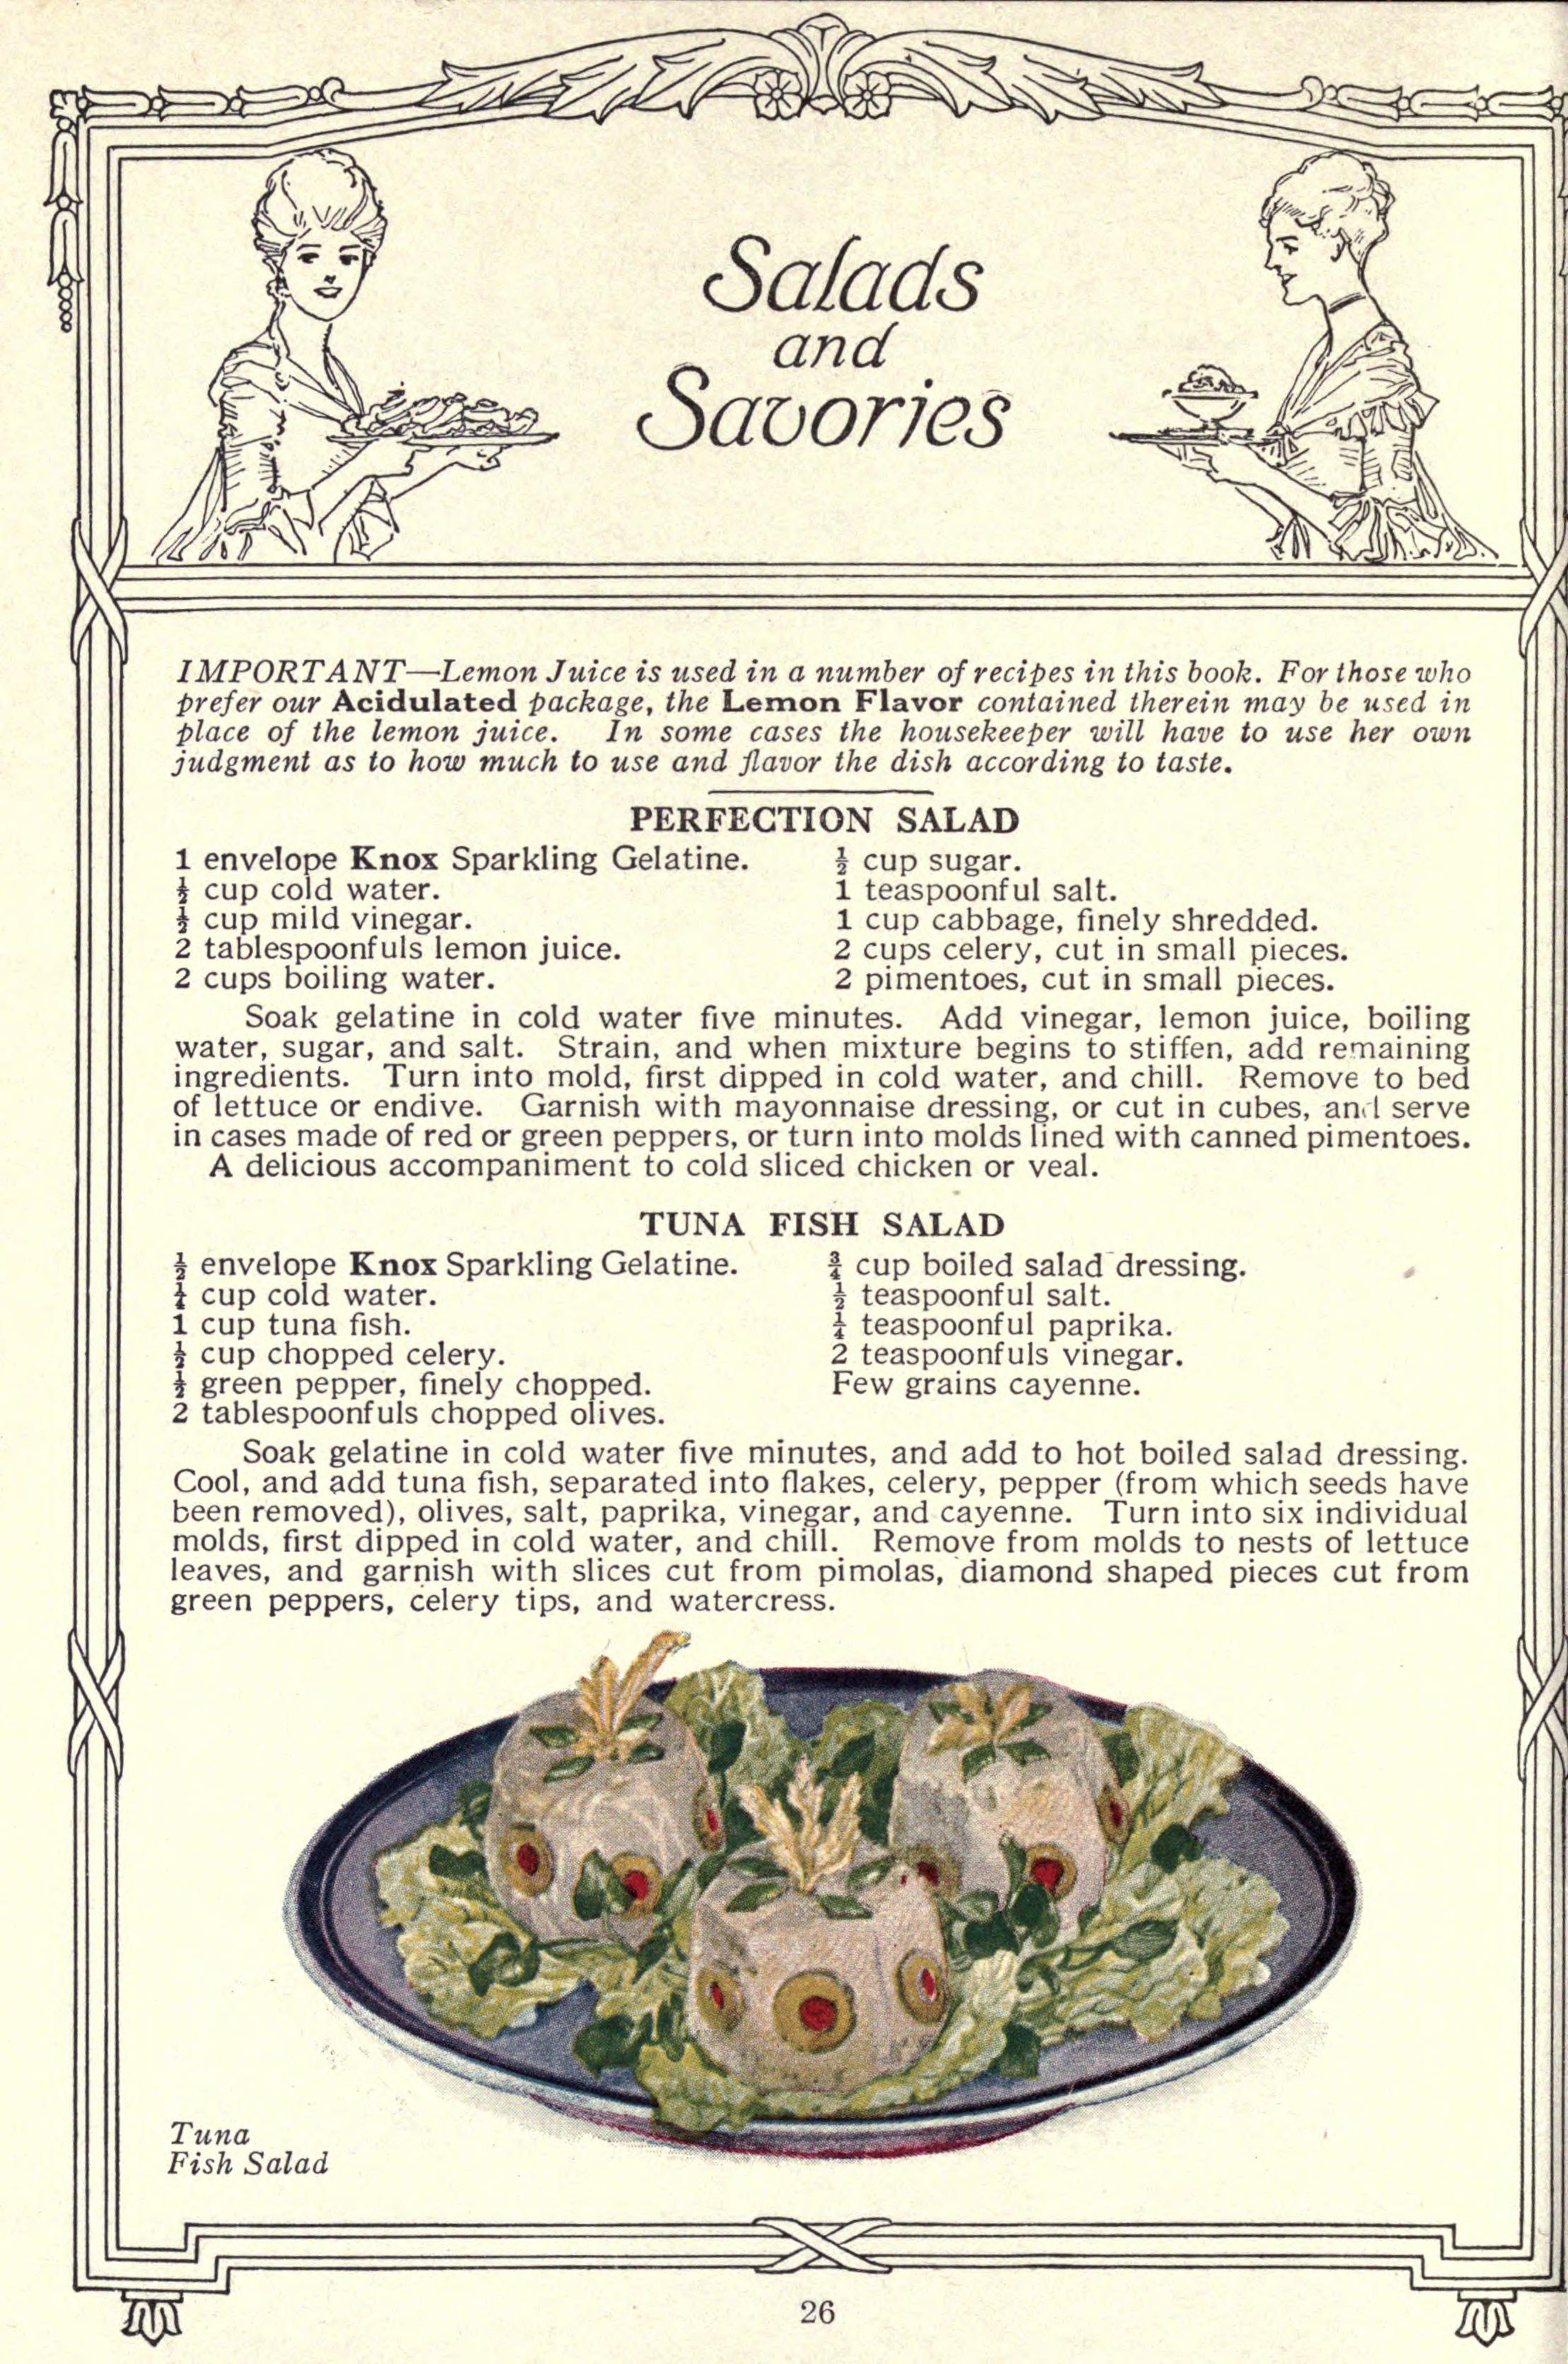 Salads
and
Savories
IMPORTANT—Lemon Juice is used in a number of recipes in this book. For those who
prefer our Acidulated package, the Lemon Flavor contained therein may be used in
place of the lemon juice. In some cases the housekeeper will have to use her own
judgment as to how much to use and flavor the dish according to taste.
PERFECTION SALAD
1 envelope Knox Sparkling Gelatine.
½ cup cold water.
½ cup mild vinegar.
2 tablespoonfuls lemon juice.
2 cups boiling water.
½ cup sugar.
1 teaspoonful salt.
1 cup cabbage, finely shredded.
2 cups celery, cut in small pieces.
2 pimentoes, cut in small pieces.
Soak gelatine in cold water five minutes. Add vinegar, lemon juice, boiling
water, sugar, and salt. Strain, and when mixture begins to stiffen, add remaining
ingredients. Turn into mold, first dipped in cold water, and chill. Remove to bed
of lettuce or endive. Garnish with mayonnaise dressing, or cut in cubes, and serve
in cases made of red or green peppers, or turn into molds lined with canned pimentoes.
A delicious accompaniment to cold sliced chicken or veal.
TUNA FISH SALAD
½ envelope Knox Sparkling Gelatine.
¼ cup cold water.
1 cup tuna fish.
½ cup chopped celery.
½ green pepper, finely chopped.
2 tablespoonfuls chopped olives.
¾ cup boiled salad dressing.
½ teaspoonful salt.
¼ teaspoonful paprika.
2 teaspoonfuls vinegar.
Few grains cayenne.
Soak gelatine in cold water five minutes, and add to hot boiled salad dressing.
Cool, and add tuna fish, separated into flakes, celery, pepper (from which seeds have
been removed), olives, salt, paprika, vinegar, and cayenne. Turn into six individual
molds, first dipped in cold water, and chill. Remove from molds to nests of lettuce
leaves, and garnish with slices cut from pimolas, diamond shaped pieces cut from
green peppers, celery tips, and watercress.
Tuna
Fish Salad
26